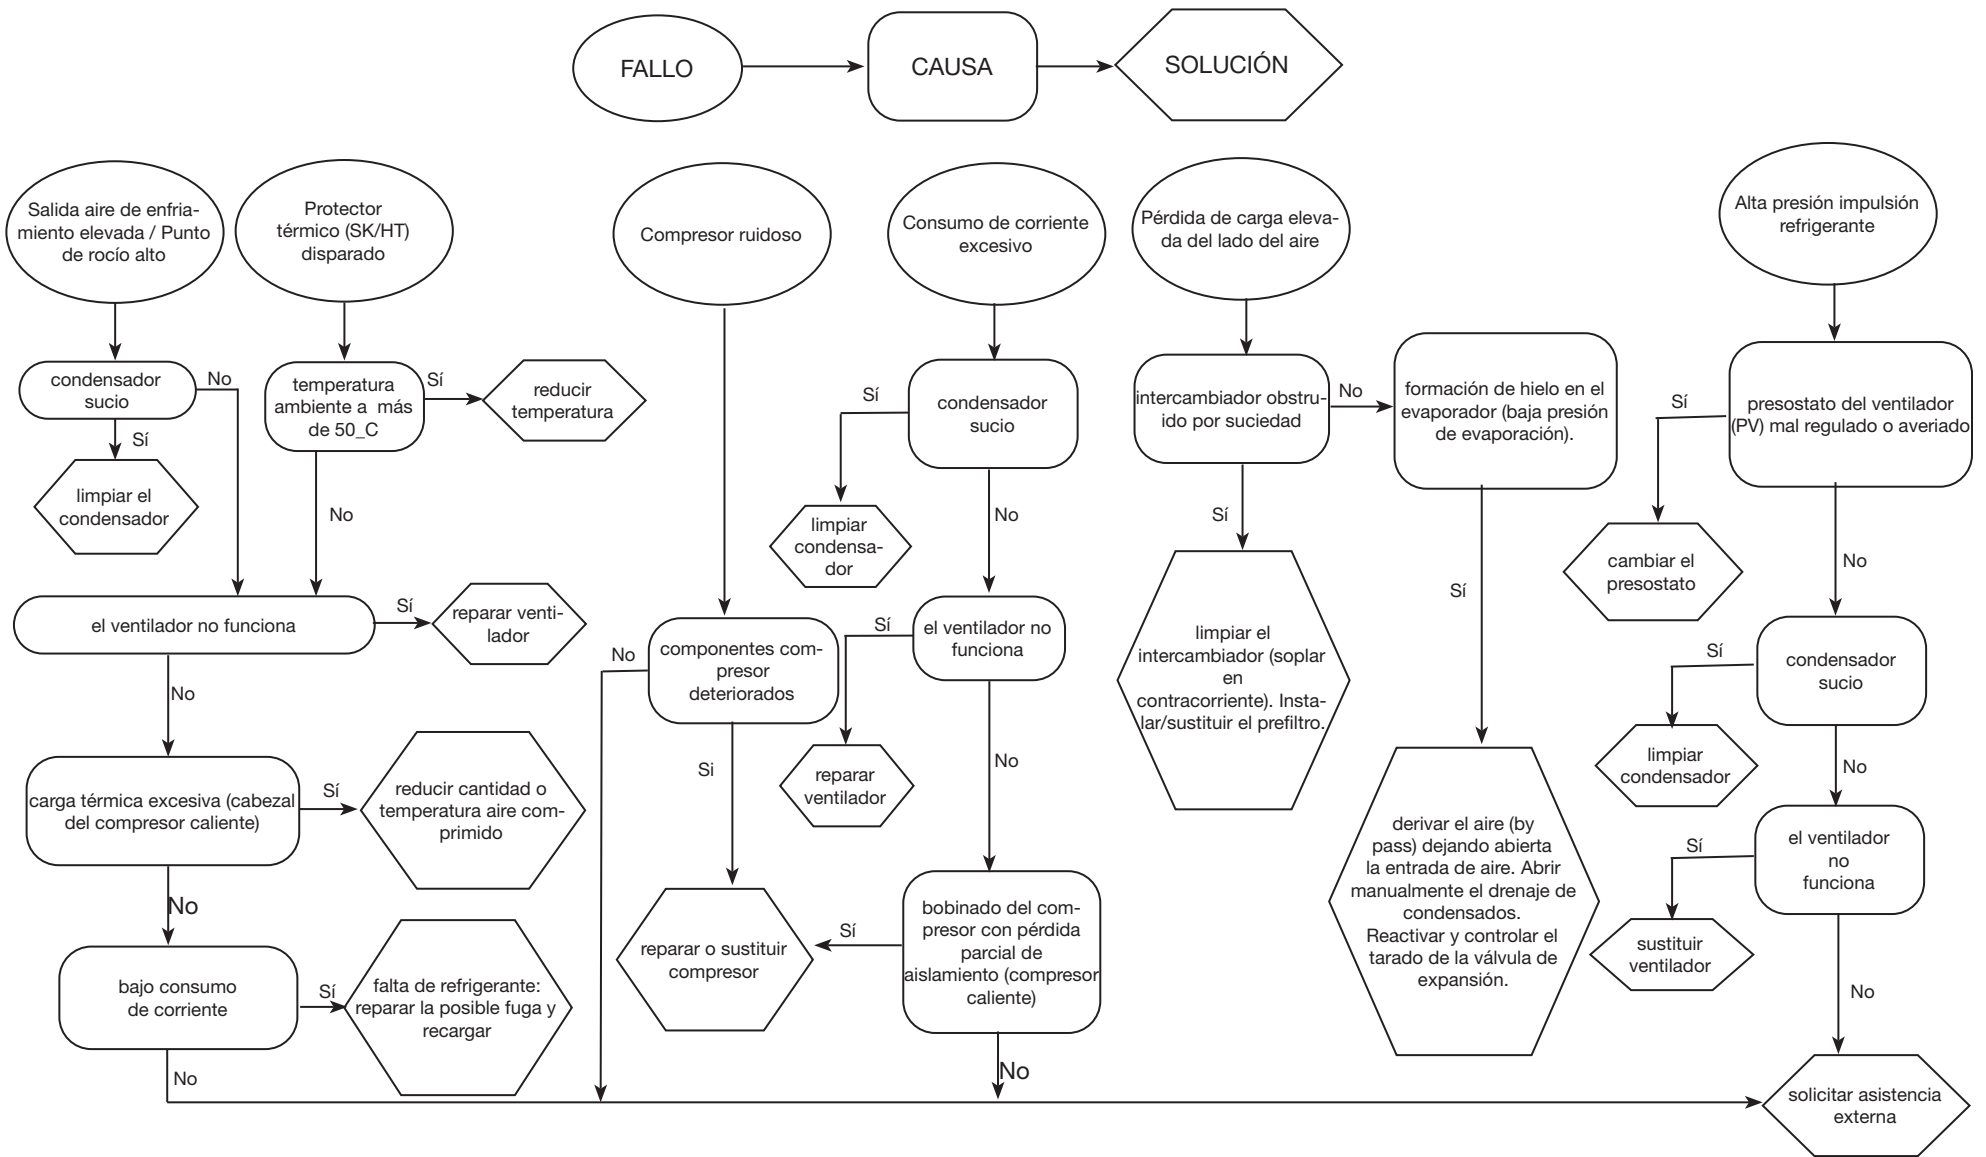 FALLO
CAUSA
SOLUCIÓN
Salida aire de enfria-
miento elevada / Punto
de rocío alto
condensador
sucio
No
Sí
limpiar el
condensador
Protector
térmico (SK/HT)
disparado
temperatura
ambiente a  más
de 50_C
Sí
reducir
temperatura
No
el ventilador no funciona
Sí
reparar venti-
lador
No
carga térmica excesiva (cabezal
del compresor caliente)
Sí
reducir cantidad o
temperatura aire com-
primido
No
bajo consumo
de corriente
Sí
falta de refrigerante:
reparar la posible fuga y
recargar
No
Compresor ruidoso
componentes com-
presor
deteriorados
No
Si
reparar o sustituir
compresor
Consumo de corriente
excesivo
condensador
sucio
Sí
limpiar
condensa-
dor
No
el ventilador no
funciona
Sí
reparar
ventilador
No
bobinado del com-
presor con pérdida
parcial de
aislamiento (compresor
caliente)
Sí
No
Pérdida de carga eleva-
da del lado del aire
intercambiador obstru-
ido por suciedad
No
Sí
limpiar el
intercambiador (soplar
en
contracorriente). Insta-
lar/sustituir el prefiltro.
formación de hielo en el
evaporador (baja presión
de evaporación).
Sí
derivar el aire (by
pass) dejando abierta
la entrada de aire. Abrir
manualmente el drenaje de
condensados.
Reactivar y controlar el
tarado de la válvula de
expansión.
Alta presión impulsión
refrigerante
presostato del ventilador
(PV) mal regulado o averiado
Sí
cambiar el
presostato
No
condensador
sucio
Sí
limpiar
condensador
No
el ventilador
no
funciona
Sí
sustituir
ventilador
No
solicitar asistencia
externa